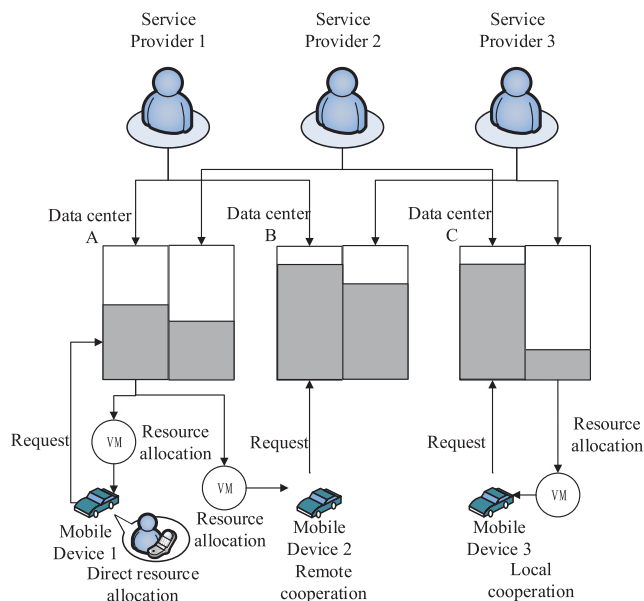 Service
Provider 1
Service
Provider 2
Service
Provider 3
Data center
A
Data center
B
Data center
C
Request
VM
Resource
allocation
VM
Resource
allocation
Request
Request
Resource
allocation
VM
Mobile
Device 1
Direct resource
allocation
Mobile
Device 2
Remote
cooperation
Mobile
Device 3
Local
cooperation